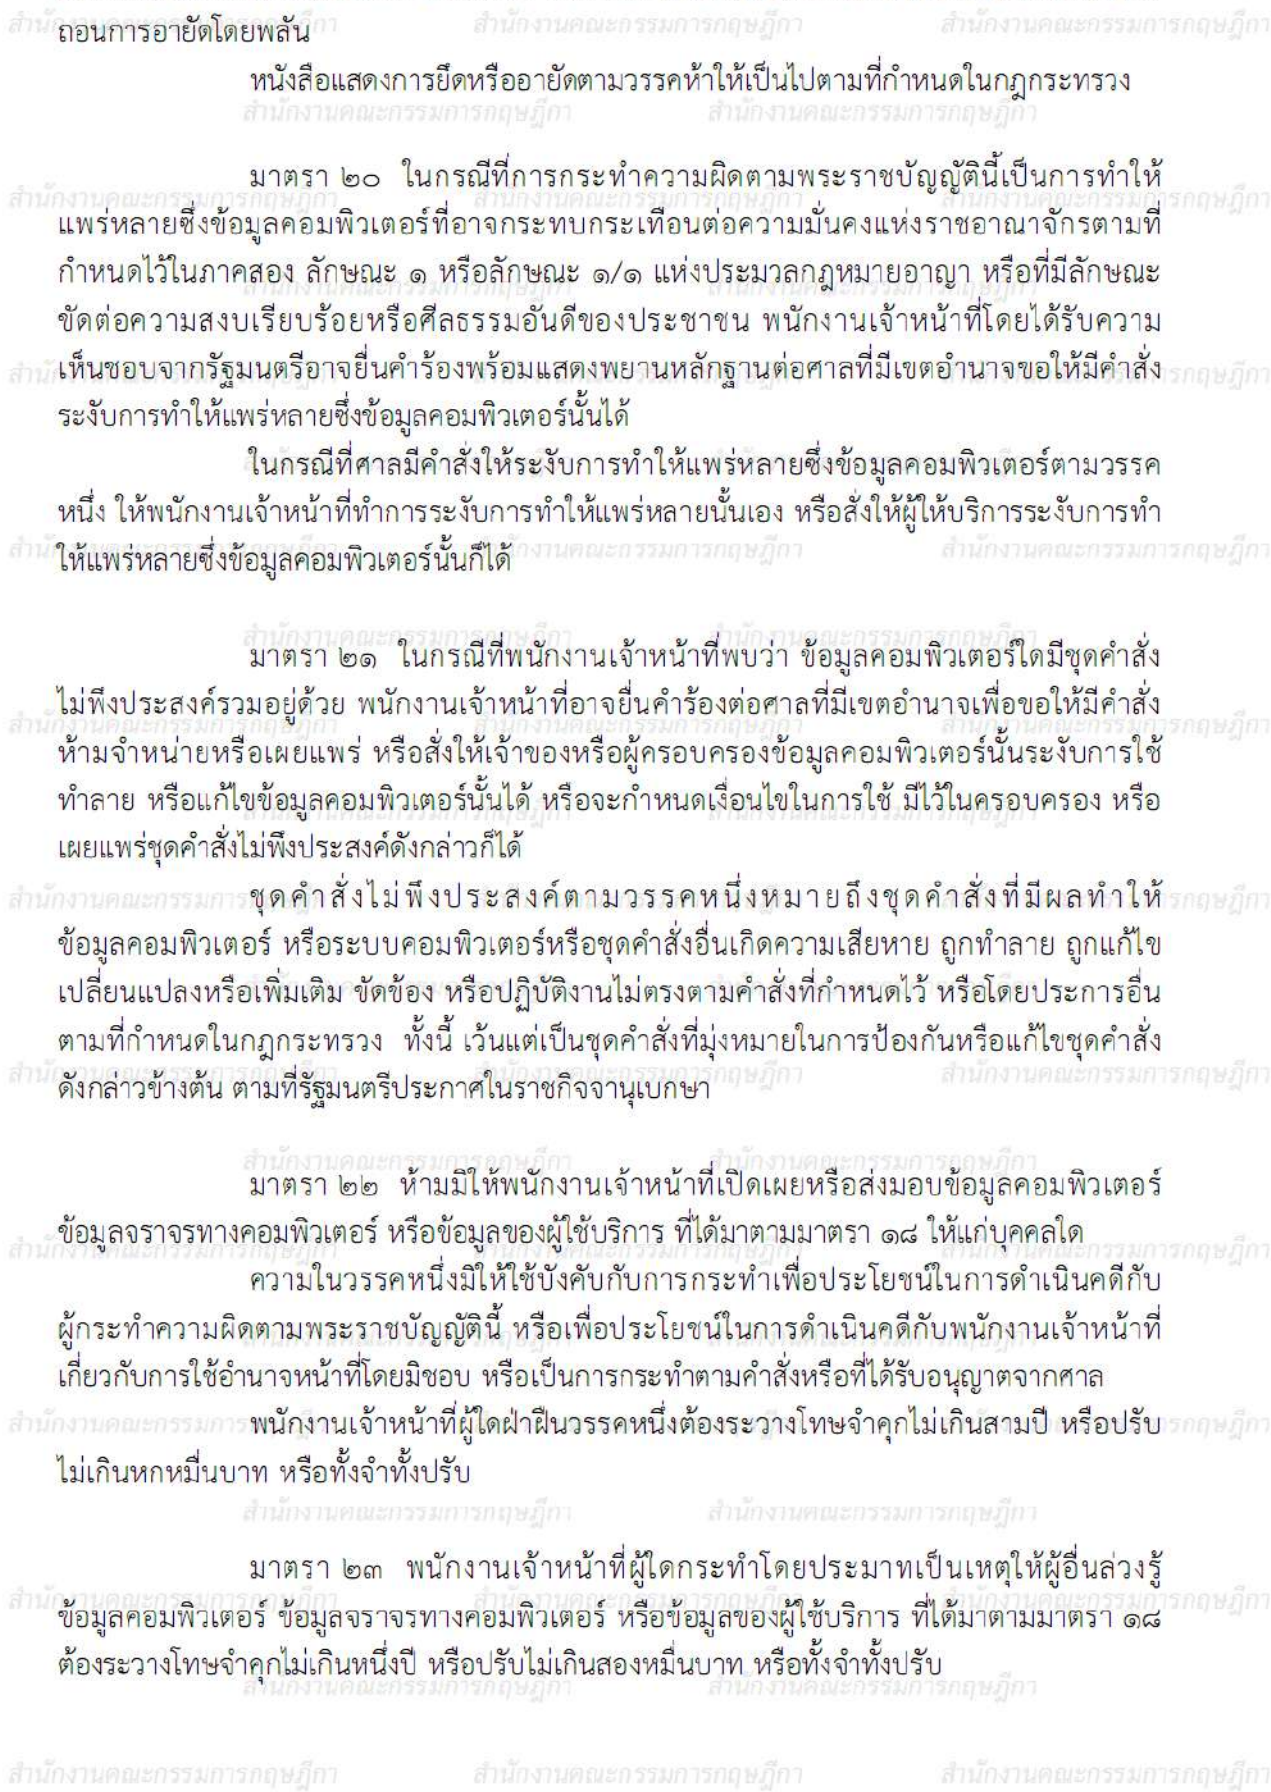 ถอนการอายัดโดยพลัน
หนังสือแสดงการยึดหรืออายัดตามวรรคห้าให้เป็นไปตามที่กำหนดในกฎกระทรวง
มาตรา ๒๐ ในกรณีที่การกระทำความผิดตามพระราชบัญญัตินี้เป็นการทำให้
แพร่หลายซึ่งข้อมูลคอมพิวเตอร์ที่อาจกระทบกระเทือนต่อความมั่นคงแห่งราชอาณาจักรตามที่
กำหนดไว้ในภาคสอง ลักษณะ ๑ หรือลักษณะ ๑/๑ แห่งประมวลกฎหมายอาญา หรือที่มีลักษณะ
ขัดต่อความสงบเรียบร้อยหรือศีลธรรมอันดีของประชาชน พนักงานเจ้าหน้าที่โดยได้รับความ
เห็นชอบจากรัฐมนตรีอาจยื่นคำร้องพร้อมแสดงพยานหลักฐานต่อศาลที่มีเขตอำนาจขอให้มีคำสั่ง
ระงับการทำให้แพร่หลายซึ่งข้อมูลคอมพิวเตอร์นั้นได้
ในกรณีที่ศาลมีคำสั่งให้ระงับการทำให้แพร่หลายซึ่งข้อมูลคอมพิวเตอร์ตามวรรค
หนึ่ง ให้พนักงานเจ้าหน้าที่ทำการระงับการทำให้แพร่หลายนั้นเอง หรือสั่งให้ผู้ให้บริการระงับการทำ
ให้แพร่หลายซึ่งข้อมูลคอมพิวเตอร์นั้นก็ได้
มาตรา ๒๑ ในกรณีที่พนักงานเจ้าหน้าที่พบว่า ข้อมูลคอมพิวเตอร์ใดมีชุดคำสั่ง
ไม่พึงประสงค์รวมอยู่ด้วย พนักงานเจ้าหน้าที่อาจยื่นคำร้องต่อศาลที่มีเขตอำนาจเพื่อขอให้มีคำสั่ง
ห้ามจำหน่ายหรือเผยแพร่ หรือสั่งให้เจ้าของหรือผู้ครอบครองข้อมูลคอมพิวเตอร์นั้นระงับการใช้
ทำลาย หรือแก้ไขข้อมูลคอมพิวเตอร์นั้นได้ หรือจะกำหนดเงื่อนไขในการใช้ มีไว้ในครอบครอง หรือ
เผยแพร่ชุดคำสั่งไม่พึงประสงค์ดังกล่าวก็ได้
ชุดคำสั่งไม่พึงประสงค์ตามวรรคหนึ่งหมายถึงชุดคำสั่งที่มีผลทำให้
ข้อมูลคอมพิวเตอร์ หรือระบบคอมพิวเตอร์หรือชุดคำสั่งอื่นเกิดความเสียหาย ถูกทำลาย ถูกแก้ไข
เปลี่ยนแปลงหรือเพิ่มเติม ขัดข้อง หรือปฏิบัติงานไม่ตรงตามคำสั่งที่กำหนดไว้ หรือโดยประการอื่น
ตามที่กำหนดในกฎกระทรวง ทั้งนี้ เว้นแต่เป็นชุดคำสั่งที่มุ่งหมายในการป้องกันหรือแก้ไขชุดคำสั่ง
ดังกล่าวข้างต้น ตามที่รัฐมนตรีประกาศในราชกิจจานุเบกษา
มาตรา ๒๒ ห้ามมิให้พนักงานเจ้าหน้าที่เปิดเผยหรือส่งมอบข้อมูลคอมพิวเตอร์
ข้อมูลจราจรทางคอมพิวเตอร์ หรือข้อมูลของผู้ใช้บริการ ที่ได้มาตามมาตรา ๑๘ ให้แก่บุคคลใด
ความในวรรคหนึ่งมิให้ใช้บังคับกับการกระทำเพื่อประโยชน์ในการดำเนินคดีกับ
ผู้กระทำความผิดตามพระราชบัญญัตินี้ หรือเพื่อประโยชน์ในการดำเนินคดีกับพนักงานเจ้าหน้าที่
เกี่ยวกับการใช้อำนาจหน้าที่โดยมิชอบ หรือเป็นการกระทำตามคำสั่งหรือที่ได้รับอนุญาตจากศาล
พนักงานเจ้าหน้าที่ผู้ใดฝ่าฝืนวรรคหนึ่งต้องระวางโทษจำคุกไม่เกินสามปี หรือปรับ
ไม่เกินหกหมื่นบาท หรือทั้งจำทั้งปรับ
มาตรา ๒๓ พนักงานเจ้าหน้าที่ผู้ใดกระทำโดยประมาทเป็นเหตุให้ผู้อื่นล่วงรู้
ข้อมูลคอมพิวเตอร์ ข้อมูลจราจรทางคอมพิวเตอร์ หรือข้อมูลของผู้ใช้บริการ ที่ได้มาตามมาตรา ๑๘
ต้องระวางโทษจำคุกไม่เกินหนึ่งปี หรือปรับไม่เกินสองหมื่นบาท หรือทั้งจำทั้งปรับ
สำนักงานคณะกรรมการกฤษฎีกา สำนักงานคณะกรรมการกฤษฎีกา สำนักงานคณะกรรมการกฤษฎีกา